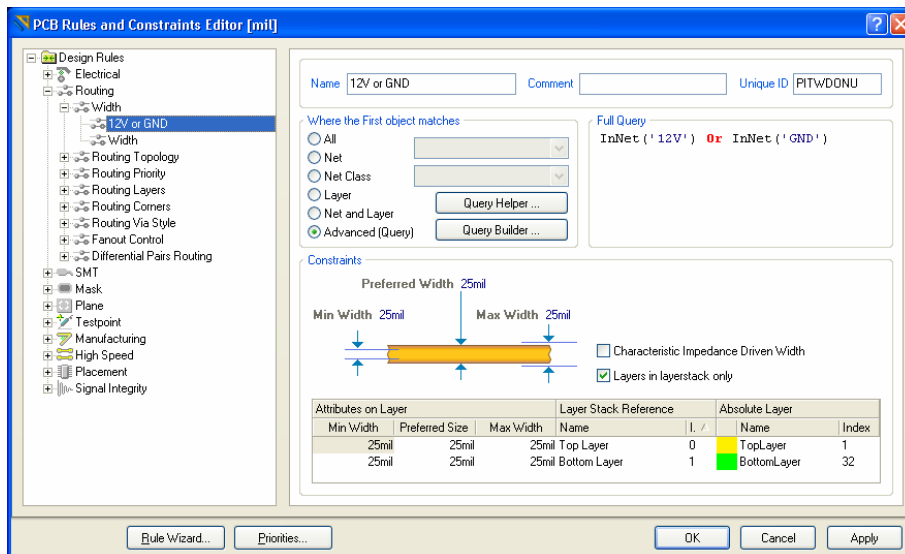 PCB Rules and Constraints Editor [mil]
Design Rules
Electrical
Routing
Width
12V or GND
Width
Routing Topology
Routing Priority
Routing Layers
Routing Corners
Routing Via Style
Fanout Control
Differential Pairs Routing
SMT
Mask
Plane
Testpoint
Manufacturing
High Speed
Placement
Signal Integrity
Name 12V or GND Comment Unique ID PITWDONU
Where the First object matches
All
Net
Net Class
Layer
Net and Layer
Advanced (Query)
Query Helper ...
Query Builder ...
Full Query
InNet('12V') Or InNet('GND')
Constraints
Preferred Width 25mil
Min Width 25mil Max Width 25mil
Characteristic Impedance Driven Width
Layers in layerstack only
Attributes on Layer Layer Stack Reference Absolute Layer
Min Width Preferred Size Max Width Name I. Name Index
25mil 25mil 25mil Top Layer 0 TopLayer 1
25mil 25mil 25mil Bottom Layer 1 BottomLayer 32
Rule Wizard... Priorities... OK Cancel Apply